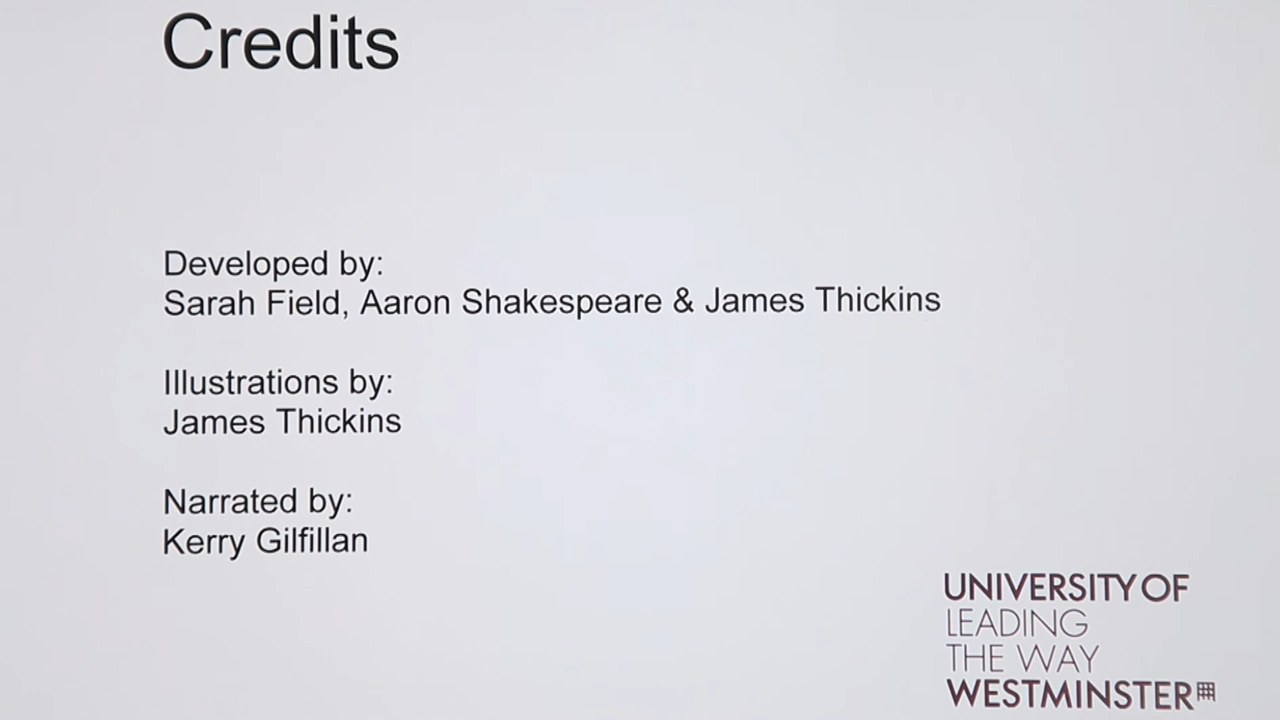 Credits
Developed by:
Sarah Field, Aaron Shakespeare & James Thickins
Illustrations by:
James Thickins
Narrated by:
Kerry Gilfillan
UNIVERSITY OF
LEADING
THE WAY
WESTMINSTER